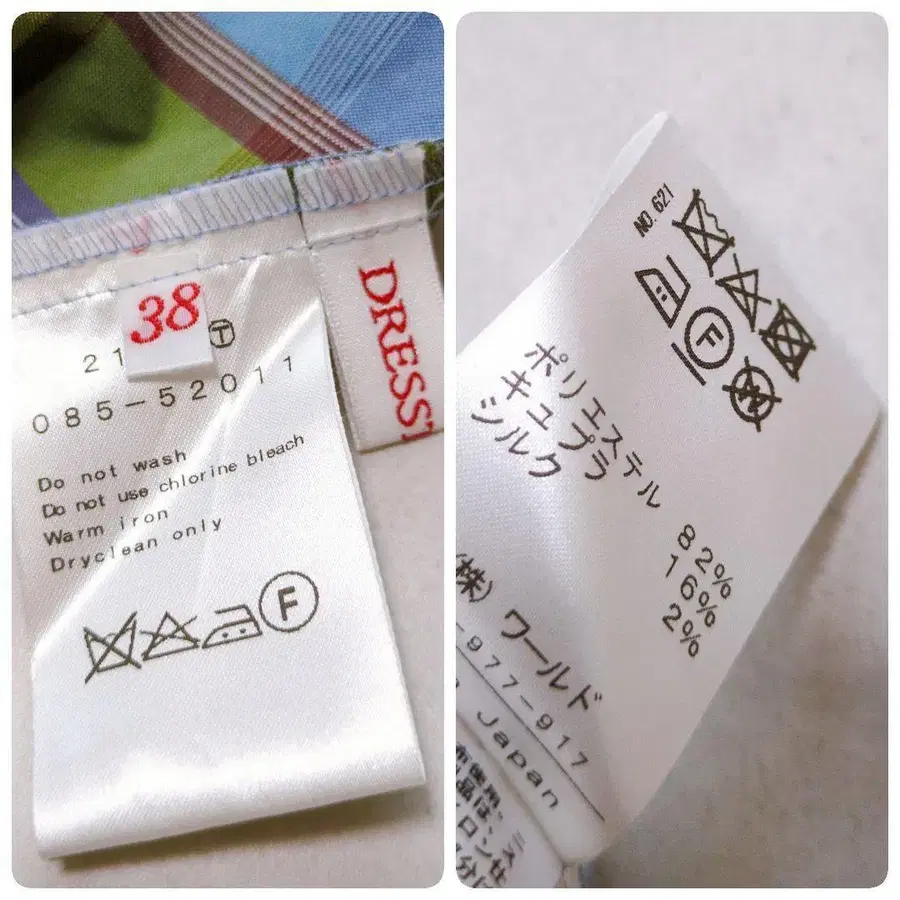 38
21
T
085-52011
Do not wash
Do not use chlorine bleach
Warm iron
Dryclean only
F
DRESS
NO.621
F
W
ポリエステル 82%
キュプラ 16%
シルク 2%
(株) ワールド
-977-917
Japan